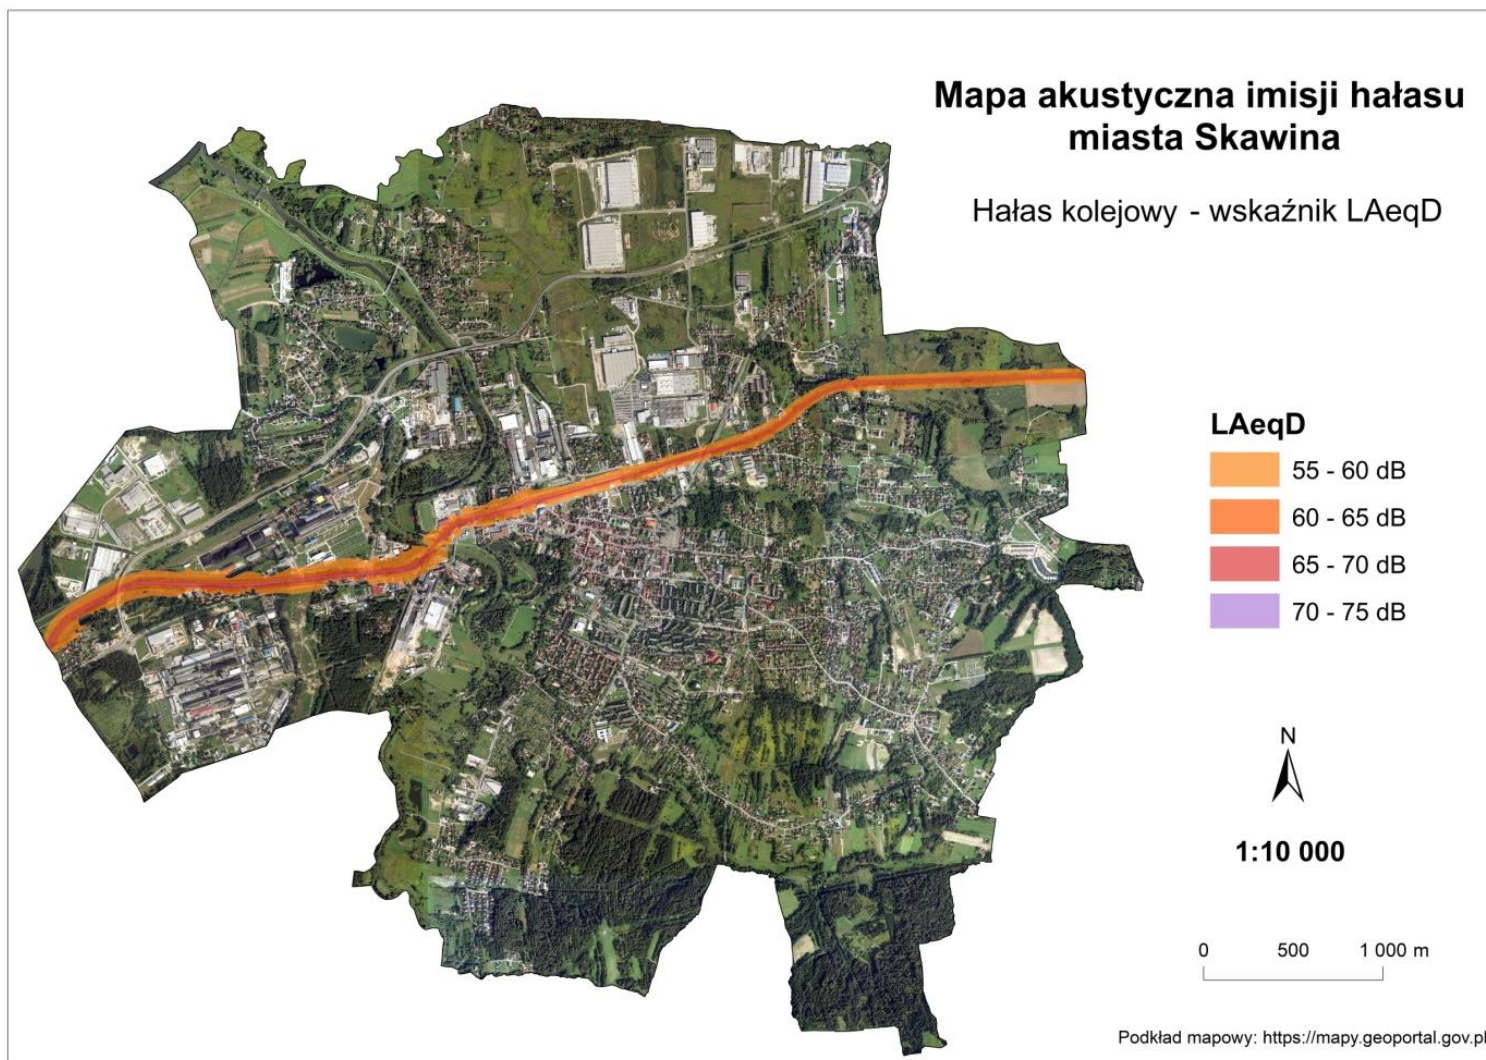 Mapa akustyczna imisji hałasu
miasta Skawina
Hałas kolejowy - wskaźnik LAeqD
LAeqD
55 - 60 dB
60 - 65 dB
65 - 70 dB
70 - 75 dB
N
1:10 000
0 500 1 000 m
Podkład mapowy: https://mapy.geoportal.gov.pl